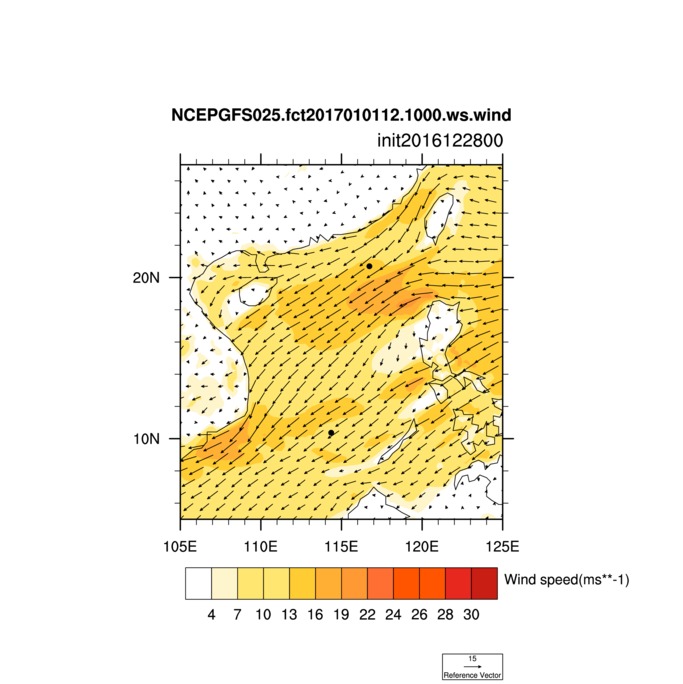 NCEPGFS025.fct2017010112.1000.ws.wind
init2016122800
20N
10N
105E 110E 115E 120E 125E
Wind speed(ms**-1)
4 7 10 13 16 19 22 24 26 28 30
15
Reference Vector